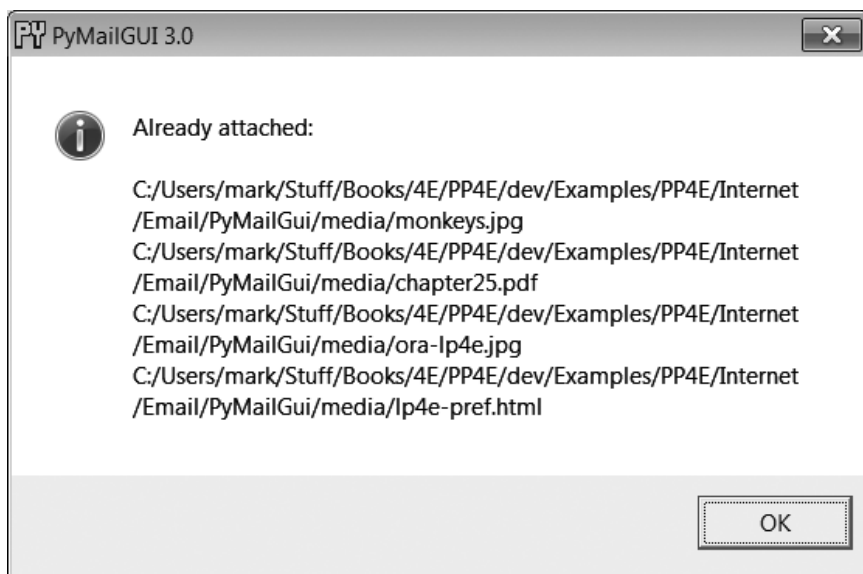 PY PyMailGUI 3.0
Already attached:
C:/Users/mark/Stuff/Books/4E/PP4E/dev/Examples/PP4E/Internet
/Email/PyMailGui/media/monkeys.jpg
C:/Users/mark/Stuff/Books/4E/PP4E/dev/Examples/PP4E/Internet
/Email/PyMailGui/media/chapter25.pdf
C:/Users/mark/Stuff/Books/4E/PP4E/dev/Examples/PP4E/Internet
/Email/PyMailGui/media/ora-lp4e.jpg
C:/Users/mark/Stuff/Books/4E/PP4E/dev/Examples/PP4E/Internet
/Email/PyMailGui/media/lp4e-pref.html
OK